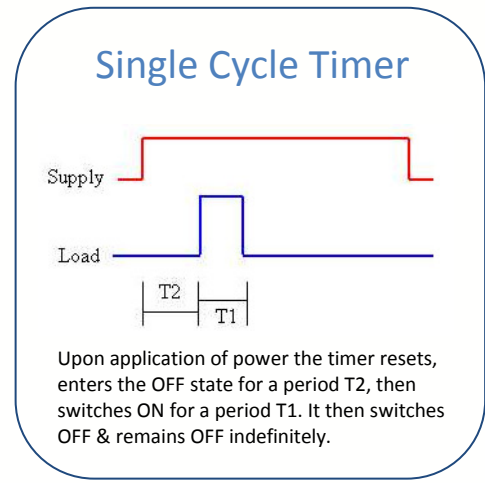 Single Cycle Timer
Supply
Load
T2
T1
Upon application of power the timer resets,
enters the OFF state for a period T2, then
switches ON for a period T1. It then switches
OFF & remains OFF indefinitely.